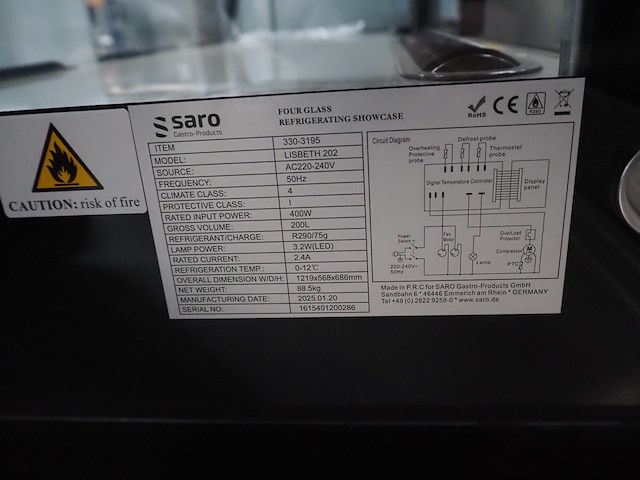 saro
Gastro-Products
FOUR GLASS
REFRIGERATING SHOWCASE
RoHS
CE
R290
CAUTION: risk of fire
ITEM 330-3195
MODEL: LISBETH 202
SOURCE: AC220-240V
FREQUENCY: 50Hz
CLIMATE CLASS: 4
PROTECTIVE CLASS: I
RATED INPUT POWER: 400W
GROSS VOLUME: 200L
REFRIGERANT/CHARGE: R290/75g
LAMP POWER: 3.2W(LED)
RATED CURRENT: 2.4A
REFRIGERATION TEMP.: 0-12℃
OVERALL DIMENSION W/D/H: 1219x568x686mm
NET WEIGHT: 88.5kg
MANUFACTURING DATE: 2025.01.20
SERIAL NO: 1615401200286
Circuit Diagram
Defrost probe
Overheating
Protective
probe
Thermostat
probe
Digital Temperature Controller
Display
panel
Power
Switch
Fan
Motor
OverLoad
Protector
Compressor
M
Lamp
PTC
220-240V~
50Hz
Made in P.R.C for SARO Gastro-Products GmbH
Sandbahn 6 * 46446 Emmerich am Rhein * GERMANY
Tel +49 (0) 2822 9258-0 * www.saro.de